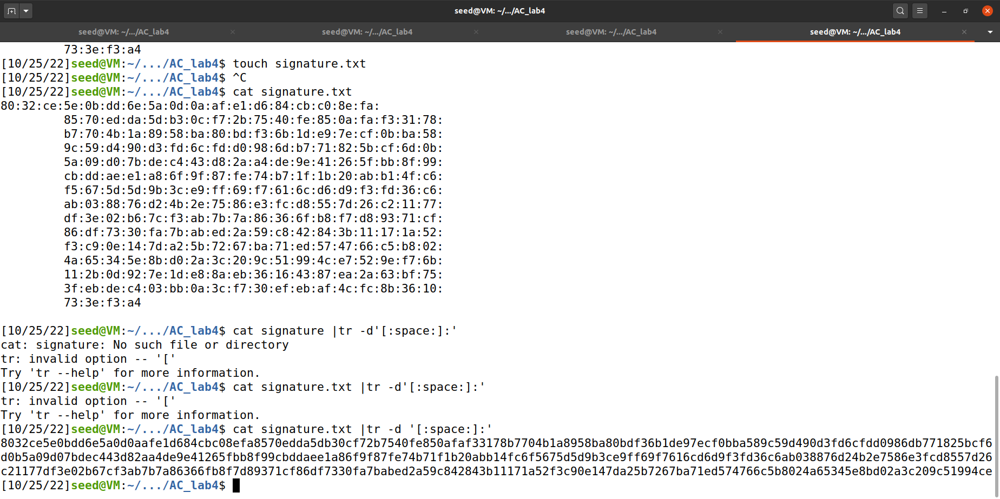 seed@VM: ~/.../AC_lab4
seed@VM: ~/.../AC_lab4 seed@VM: ~/.../AC_lab4 seed@VM: ~/.../AC_lab4 seed@VM: ~/.../AC_lab4
73:3e:f3:a4
[10/25/22]seed@VM:~/.../AC_lab4$ touch signature.txt
[10/25/22]seed@VM:~/.../AC_lab4$ ^C
[10/25/22]seed@VM:~/.../AC_lab4$ cat signature.txt
80:32:ce:5e:0b:dd:6e:5a:0d:0a:af:e1:d6:84:cb:c0:8e:fa:
85:70:ed:da:5d:b3:0c:f7:2b:75:40:fe:85:0a:fa:f3:31:78:
b7:70:4b:1a:89:58:ba:80:bd:f3:6b:1d:e9:7e:cf:0b:ba:58:
9c:59:d4:90:d3:fd:6c:fd:d0:98:6d:b7:71:82:5b:cf:6d:0b:
5a:09:d0:7b:de:c4:43:d8:2a:a4:de:9e:41:26:5f:bb:8f:99:
cb:dd:ae:e1:a8:6f:9f:87:fe:74:b7:1f:1b:20:ab:b1:4f:c6:
f5:67:5d:5d:9b:3c:e9:ff:69:f7:61:6c:d6:d9:f3:fd:36:c6:
ab:03:88:76:d2:4b:2e:75:86:e3:fc:d8:55:7d:26:c2:11:77:
df:3e:02:b6:7c:f3:ab:7b:7a:86:36:6f:b8:f7:d8:93:71:cf:
86:df:73:30:fa:7b:ab:ed:2a:59:c8:42:84:3b:11:17:1a:52:
f3:c9:0e:14:7d:a2:5b:72:67:ba:71:ed:57:47:66:c5:b8:02:
4a:65:34:5e:8b:d0:2a:3c:20:9c:51:99:4c:e7:52:9e:f7:6b:
11:2b:0d:92:7e:1d:e8:8a:eb:36:16:43:87:ea:2a:63:bf:75:
3f:eb:de:c4:03:bb:0a:3c:f7:30:ef:eb:af:4c:fc:8b:36:10:
73:3e:f3:a4
[10/25/22]seed@VM:~/.../AC_lab4$ cat signature |tr -d'[:space:]:'
cat: signature: No such file or directory
tr: invalid option -- '['
Try 'tr --help' for more information.
[10/25/22]seed@VM:~/.../AC_lab4$ cat signature.txt |tr -d'[:space:]:'
tr: invalid option -- '['
Try 'tr --help' for more information.
[10/25/22]seed@VM:~/.../AC_lab4$ cat signature.txt |tr -d '[:space:]:'
8032ce5e0bdd6e5a0d0aafe1d684cbc08efa8570edda5db30cf72b7540fe850afaf33178b7704b1a8958ba80bdf36b1de97ecf0bba589c59d490d3fd6cfdd0986db771825bcf6
d0b5a09d07bdec443d82aa4de9e41265fbb8f99cbddaee1a86f9f87fe74b71f1b20abb14fc6f5675d5d9b3ce9ff69f7616cd6d9f3fd36c6ab038876d24b2e7586e3fcd8557d26
c21177df3e02b67cf3ab7b7a86366fb8f7d89371cf86df7330fa7babed2a59c842843b11171a52f3c90e147da25b7267ba71ed574766c5b8024a65345e8bd02a3c209c51994ce
[10/25/22]seed@VM:~/.../AC_lab4$